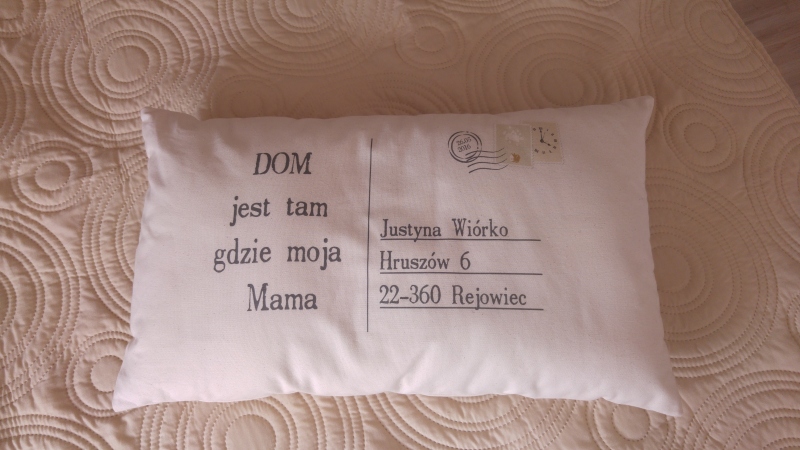 DOM
jest tam
gdzie moja
Mama
Justyna Wiórko
Hruszów 6
22-360 Rejowiec